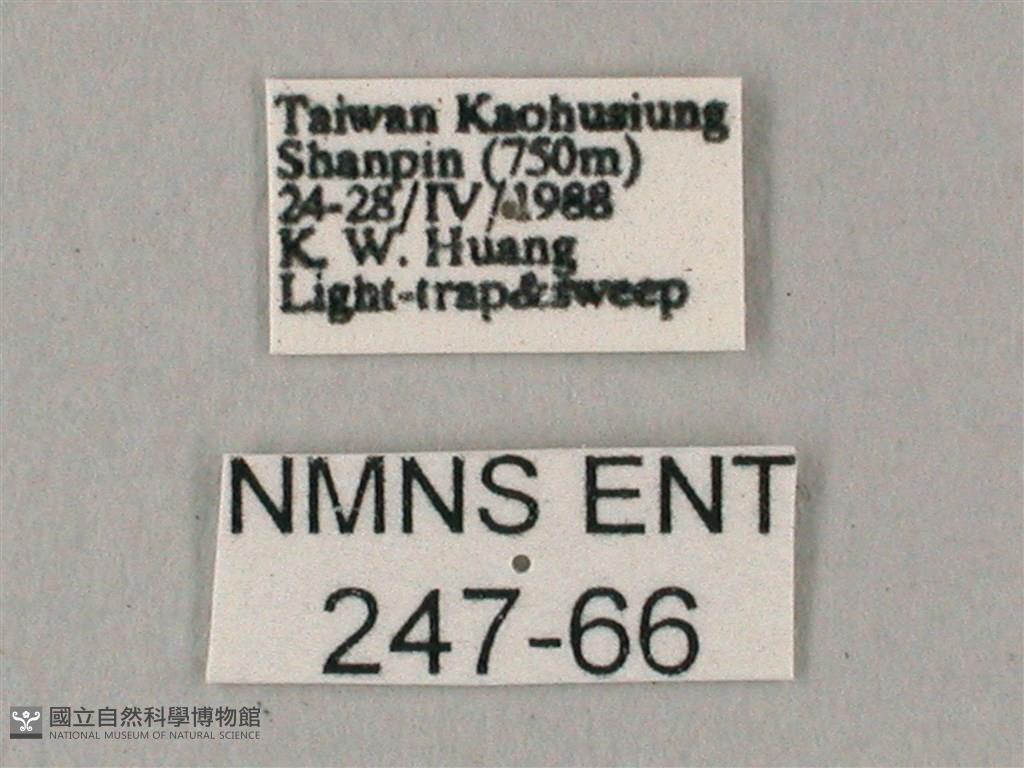 Taiwan Kaohusiung
Shanpin (750m)
24-28/IV/1988
K. W. Huang
Light-trap&sweep
NMNS ENT
247-66
國立自然科學博物館
NATIONAL MUSEUM OF NATURAL SCIENCE